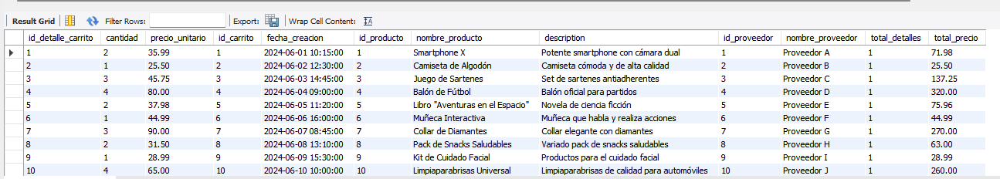 Result Grid Filter Rows: Export: Wrap Cell Content:
id_detalle_carrito cantidad precio_unitario id_carrito fecha_creacion id_producto nombre_producto description id_proveedor nombre_proveedor total_detalles total_precio
1 2 35.99 1 2024-06-01 10:15:00 1 Smartphone X Potente smartphone con cámara dual 1 Proveedor A 1 71.98
2 1 25.50 2 2024-06-02 12:30:00 2 Camiseta de Algodón Camiseta cómoda y de alta calidad 2 Proveedor B 1 25.50
3 3 45.75 3 2024-06-03 14:45:00 3 Juego de Sartenes Set de sartenes antiadherentes 3 Proveedor C 1 137.25
4 4 80.00 4 2024-06-04 09:00:00 4 Balón de Fútbol Balón oficial para partidos 4 Proveedor D 1 320.00
5 2 37.98 5 2024-06-05 11:20:00 5 Libro "Aventuras en el Espacio" Novela de ciencia ficción 5 Proveedor E 1 75.96
6 1 44.99 6 2024-06-06 16:00:00 6 Muñeca Interactiva Muñeca que habla y realiza acciones 6 Proveedor F 1 44.99
7 3 90.00 7 2024-06-07 08:45:00 7 Collar de Diamantes Collar elegante con diamantes 7 Proveedor G 1 270.00
8 2 31.50 8 2024-06-08 13:10:00 8 Pack de Snacks Saludables Variado pack de snacks saludables 8 Proveedor H 1 63.00
9 1 28.99 9 2024-06-09 15:30:00 9 Kit de Cuidado Facial Productos para el cuidado facial 9 Proveedor I 1 28.99
10 4 65.00 10 2024-06-10 10:00:00 10 Limpiaparabrisas Universal Limpiaparabrisas de calidad para automóviles 10 Proveedor J 1 260.00